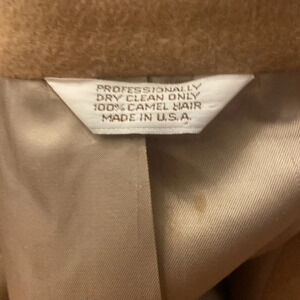 PROFESSIONALLY
DRY CLEAN ONLY
100% CAMEL HAIR
MADE IN U.S.A.